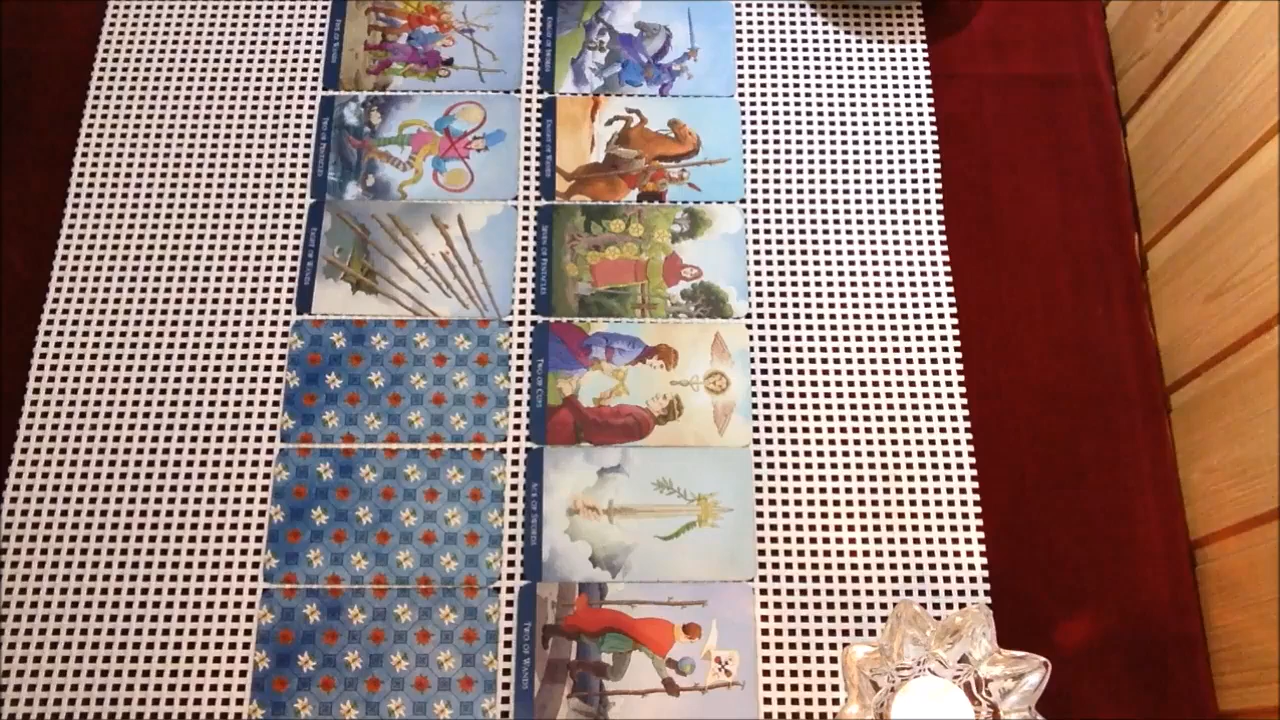 FIVE OF WANDS
KNIGHT OF SWORDS
TWO OF PENTACLES
KNIGHT OF WANDS
EIGHT OF WANDS
SEVEN OF PENTACLES
TWO OF CUPS
ACE OF SWORDS
TWO OF WANDS